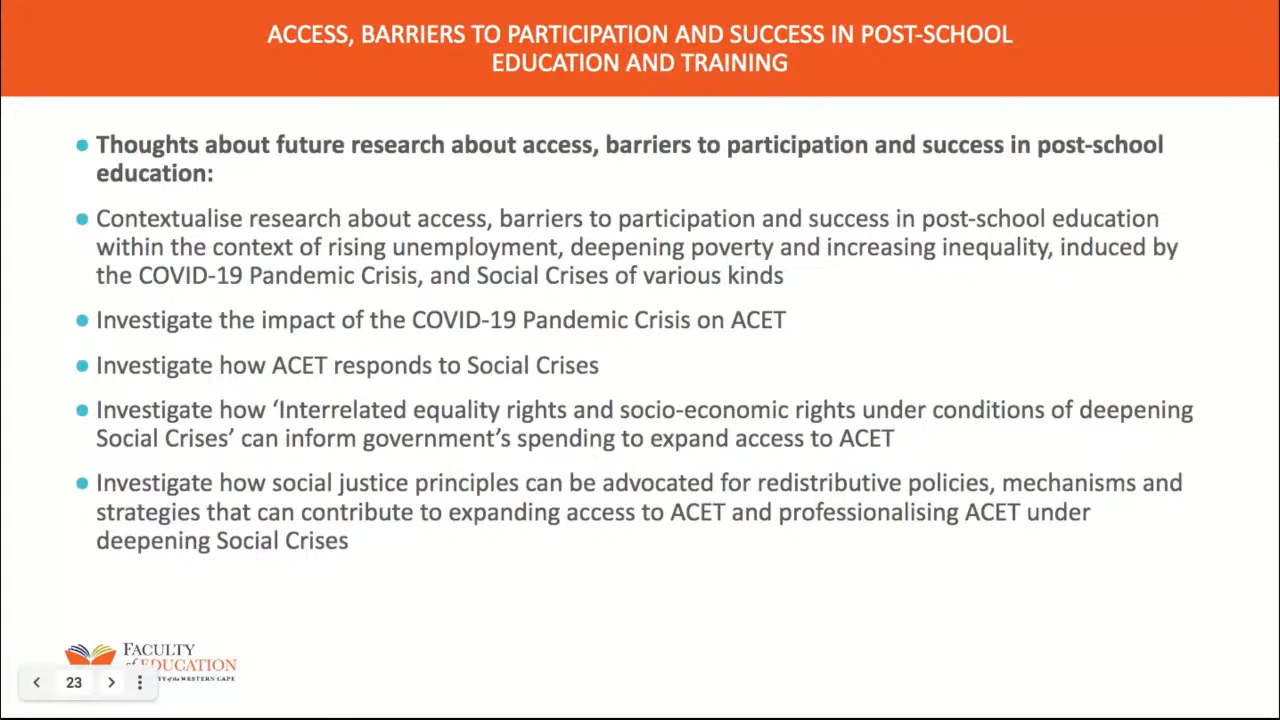 ACCESS, BARRIERS TO PARTICIPATION AND SUCCESS IN POST-SCHOOL
EDUCATION AND TRAINING
Thoughts about future research about access, barriers to participation and success in post-school
education:
Contextualise research about access, barriers to participation and success in post-school education
within the context of rising unemployment, deepening poverty and increasing inequality, induced by
the COVID-19 Pandemic Crisis, and Social Crises of various kinds
Investigate the impact of the COVID-19 Pandemic Crisis on ACET
Investigate how ACET responds to Social Crises
Investigate how ‘Interrelated equality rights and socio-economic rights under conditions of deepening
Social Crises’ can inform government’s spending to expand access to ACET
Investigate how social justice principles can be advocated for redistributive policies, mechanisms and
strategies that can contribute to expanding access to ACET and professionalising ACET under
deepening Social Crises
FACULTY
of EDUCATION
of the WESTERN CAPE
23